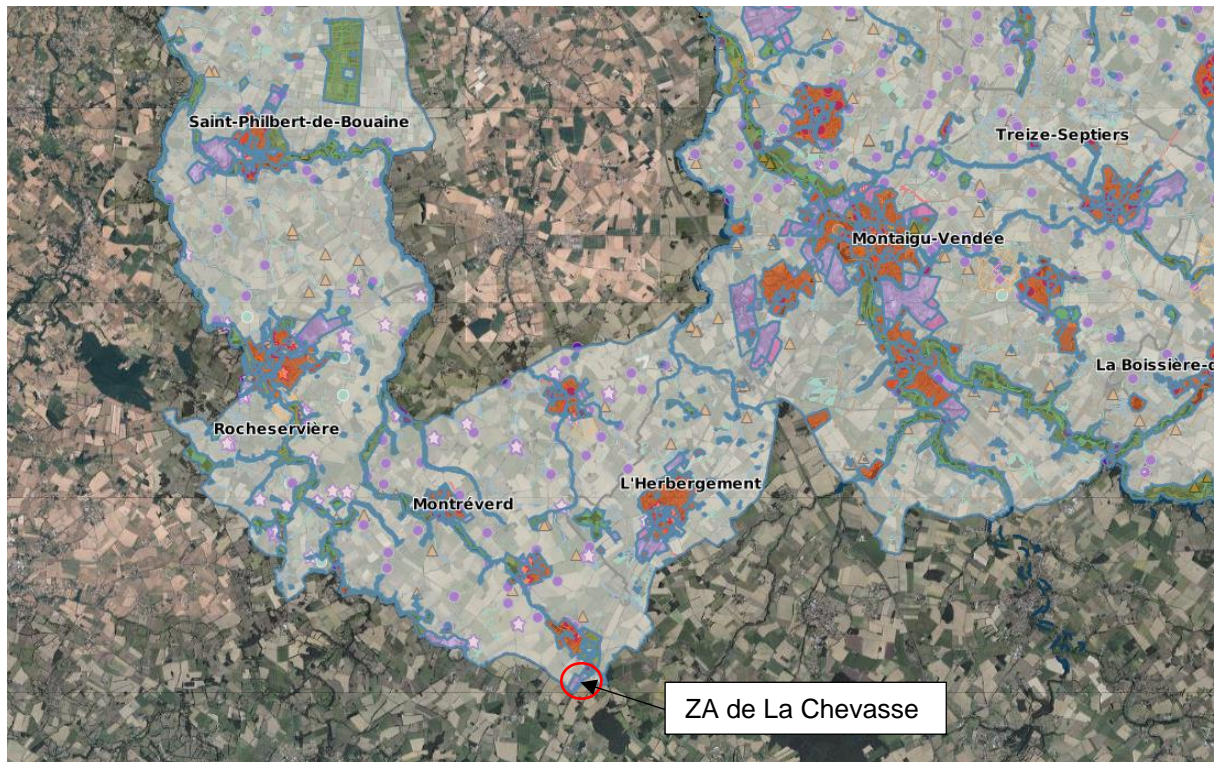 Saint-Philbert-de-Bouaine
Treize-Septiers
Montaigu-Vendée
La Boissière-d
Rocheservière
L'Herbergement
Montréverd
ZA de La Chevasse